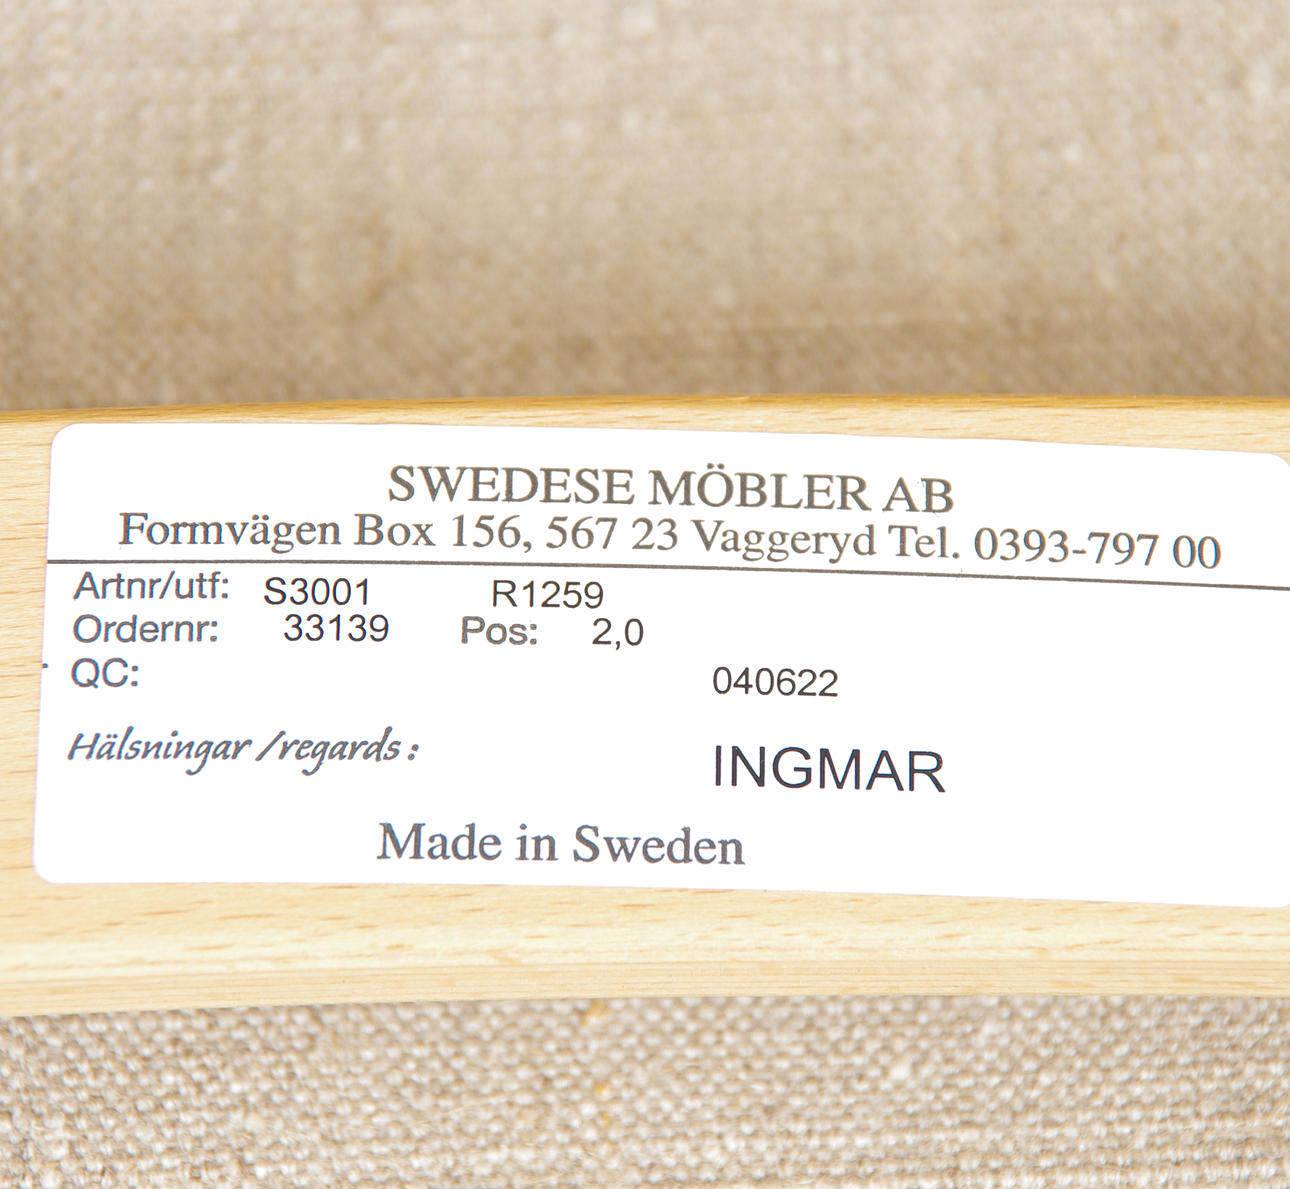 SWEDESE MÖBLER AB
Formvägen Box 156, 567 23 Vaggeryd Tel. 0393-797 00
Artnr/utf: S3001 R1259
Ordernr: 33139 Pos: 2,0
QC: 040622
Hälsningar /regards : INGMAR
Made in Sweden